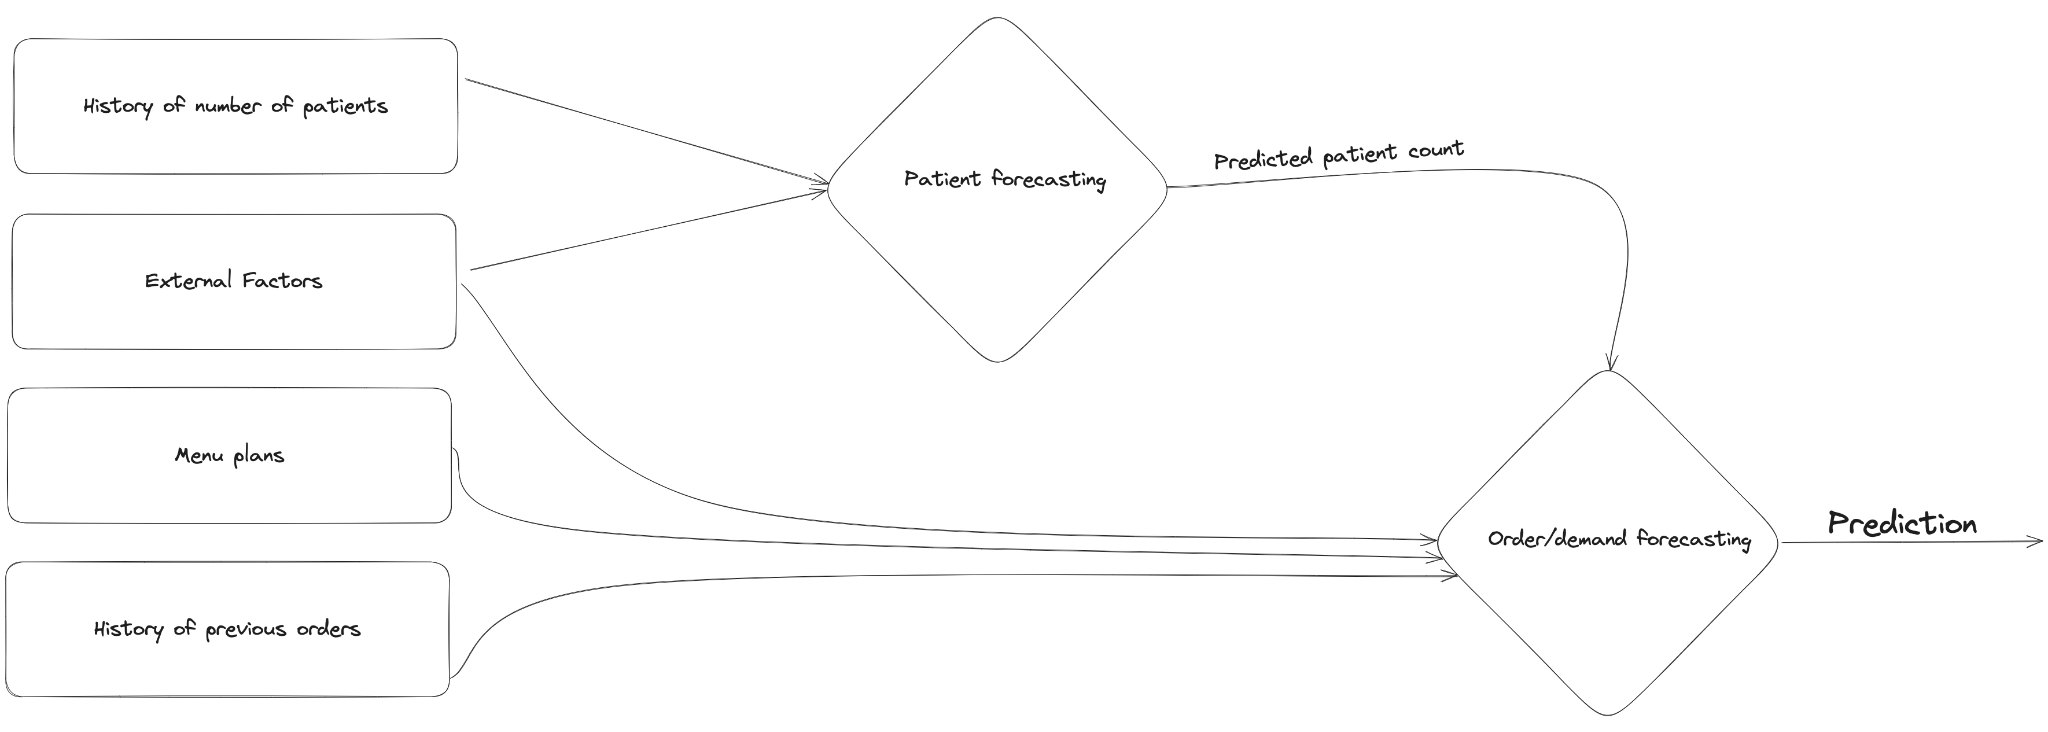 History of number of patients
Patient forecasting
Predicted patient count
External Factors
Menu plans
Order/demand forecasting
Prediction
History of previous orders